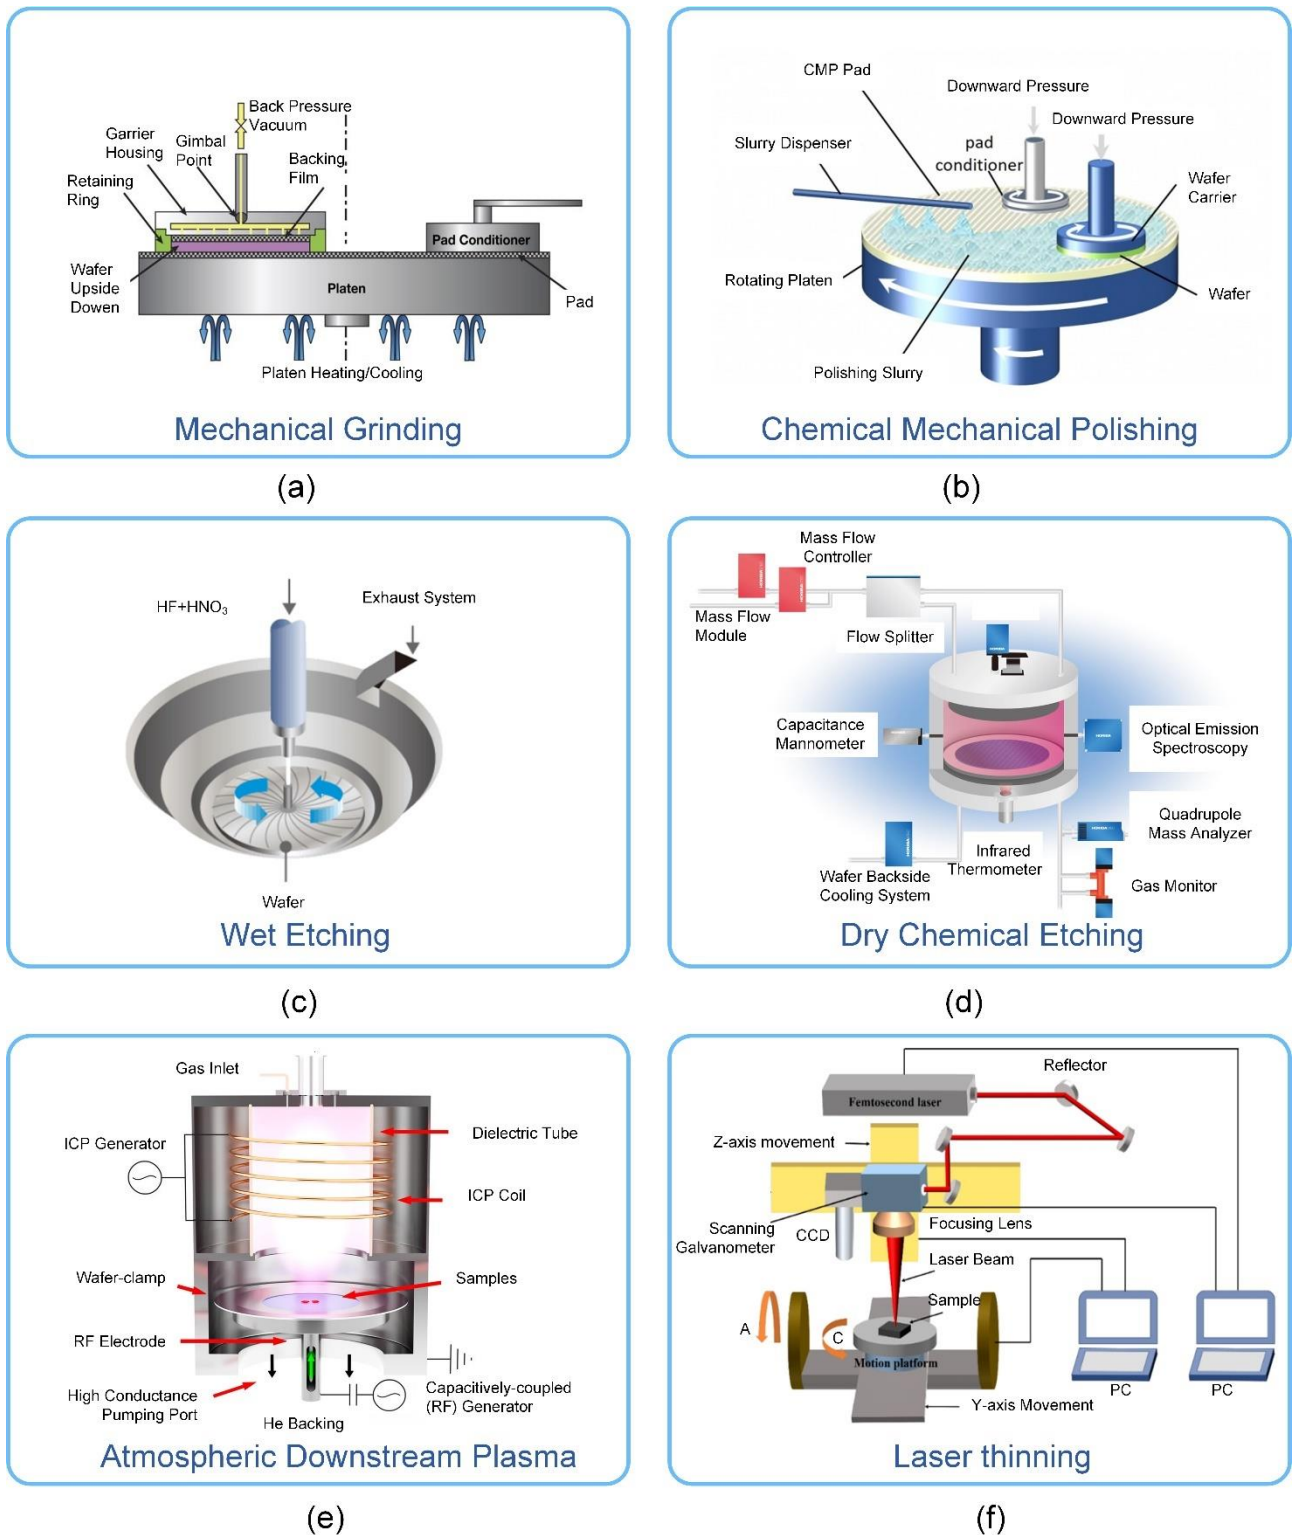 Back Pressure
Vacuum
Garrier
Housing
Gimbal
Point
Backing
Film
Retaining
Ring
Pad Conditioner
Wafer
Upside
Dowen
Platen
Pad
Platen Heating/Cooling
Mechanical Grinding
(a)
CMP Pad
Downward Pressure
Downward Pressure
Slurry Dispenser
pad
conditioner
Wafer
Carrier
Rotating Platen
Wafer
Polishing Slurry
Chemical Mechanical Polishing
(b)
HF+HNO₃
Exhaust System
Wafer
Wet Etching
(c)
Mass Flow
Controller
Mass Flow
Module
Flow Splitter
Capacitance
Mannometer
Optical Emission
Spectroscopy
Quadrupole
Mass Analyzer
Infrared
Thermometer
Wafer Backside
Cooling System
Gas Monitor
Dry Chemical Etching
(d)
Gas Inlet
Dielectric Tube
ICP Generator
ICP Coil
Wafer-clamp
Samples
RF Electrode
High Conductance
Pumping Port
Capacitively-coupled
(RF) Generator
He Backing
Atmospheric Downstream Plasma
(e)
Reflector
Femtosecond laser
Z-axis movement
Scanning
Galvanometer
CCD
Focusing Lens
Laser Beam
Sample
A
C
Motion platform
PC
PC
Y-axis Movement
Laser thinning
(f)